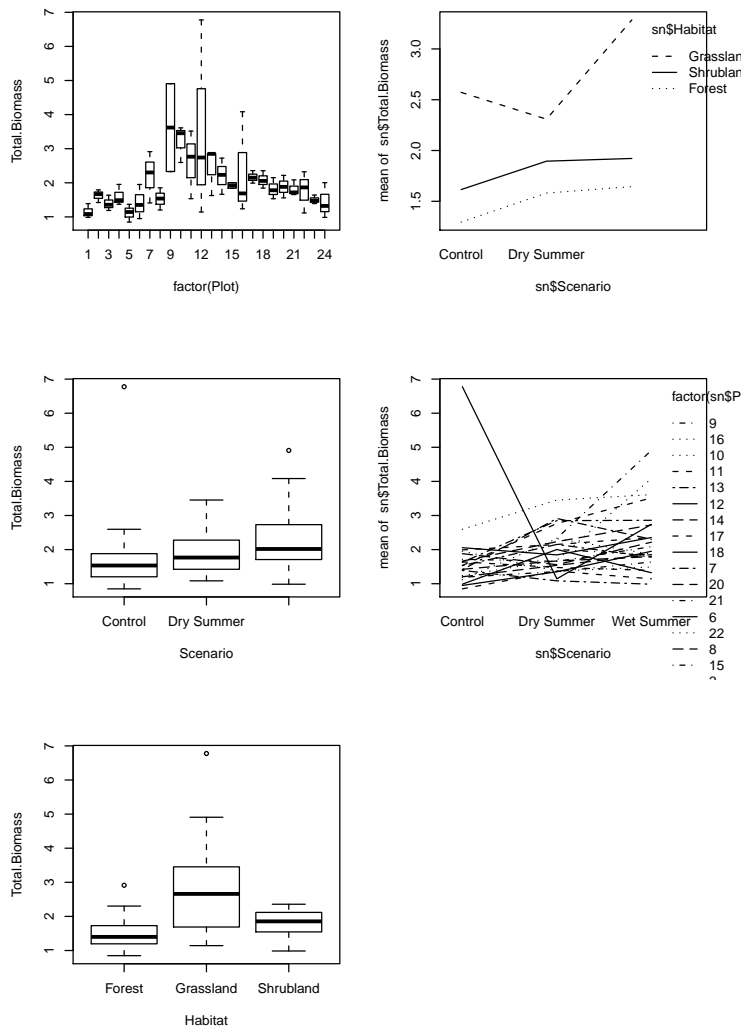 Total.Biomass
1 2 3 4 5 6 7
1 3 5 7 9 12 15 18 21 24
factor(Plot)
mean of sn$Total.Biomass
1.5 2.0 2.5 3.0
Control Dry Summer
sn$Scenario
sn$Habitat
Grasslan
Shrublan
Forest
Total.Biomass
1 2 3 4 5 6 7
Control Dry Summer
Scenario
mean of sn$Total.Biomass
1 2 3 4 5 6 7
Control Dry Summer Wet Summer
sn$Scenario
factor(sn$P
9
16
10
11
13
12
14
17
18
7
20
21
6
22
8
15
Total.Biomass
1 2 3 4 5 6 7
Forest Grassland Shrubland
Habitat